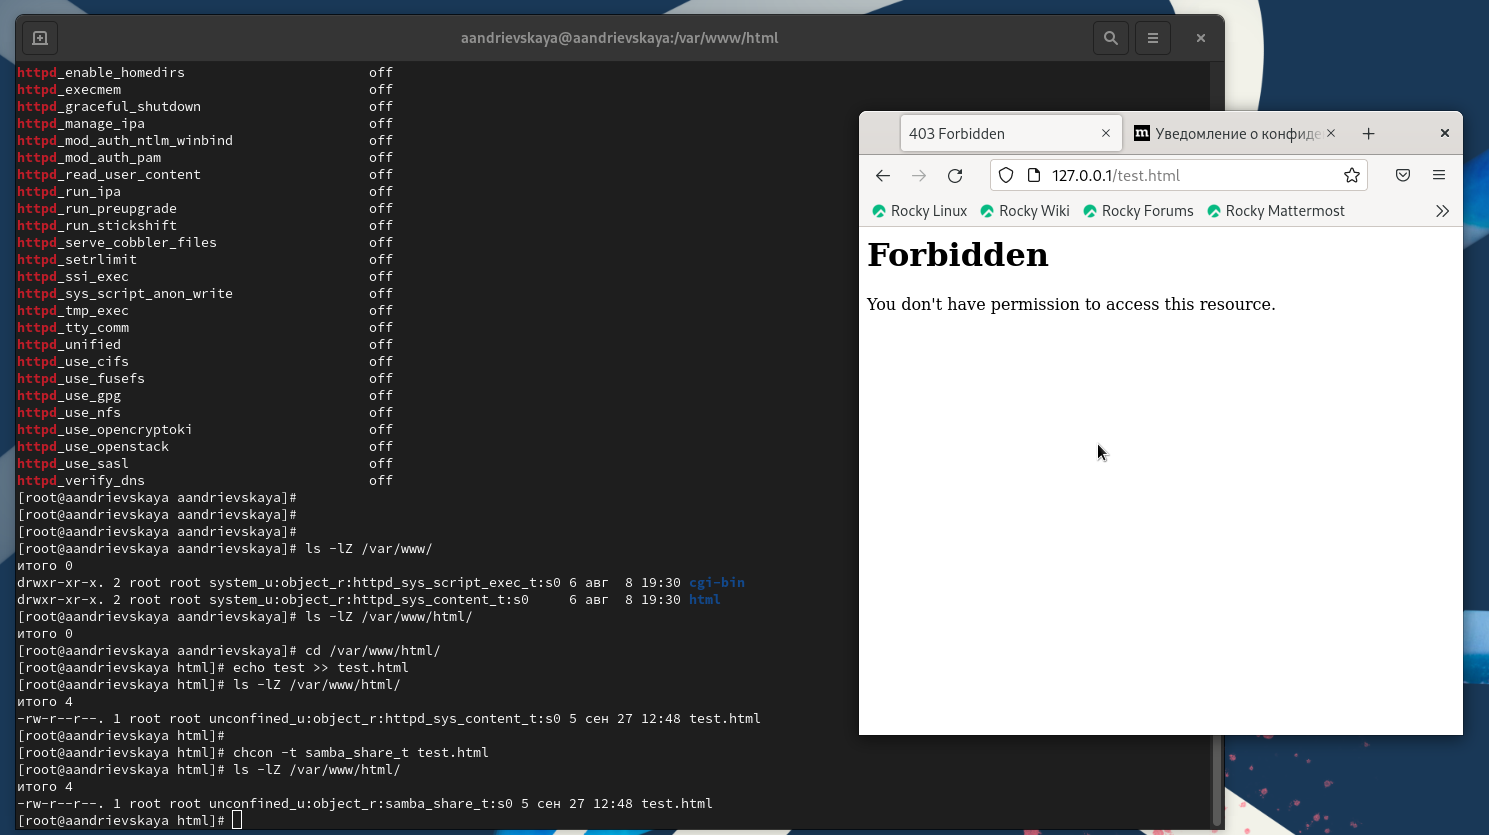 aandrievskaya@aandrievskaya:/var/www/html
httpd_enable_homedirs off
httpd_execmem off
httpd_graceful_shutdown off
httpd_manage_ipa off
httpd_mod_auth_ntlm_winbind off
httpd_mod_auth_pam off
httpd_read_user_content off
httpd_run_ipa off
httpd_run_preupgrade off
httpd_run_stickshift off
httpd_serve_cobbler_files off
httpd_setrlimit off
httpd_ssi_exec off
httpd_sys_script_anon_write off
httpd_tmp_exec off
httpd_tty_comm off
httpd_unified off
httpd_use_cifs off
httpd_use_fusefs off
httpd_use_gpg off
httpd_use_nfs off
httpd_use_opencryptoki off
httpd_use_openstack off
httpd_use_sasl off
httpd_verify_dns off
[root@aandrievskaya aandrievskaya]#
[root@aandrievskaya aandrievskaya]#
[root@aandrievskaya aandrievskaya]#
[root@aandrievskaya aandrievskaya]# ls -lZ /var/www/
итого 0
drwxr-xr-x. 2 root root system_u:object_r:httpd_sys_script_exec_t:s0 6 авг  8 19:30 cgi-bin
drwxr-xr-x. 2 root root system_u:object_r:httpd_sys_content_t:s0     6 авг  8 19:30 html
[root@aandrievskaya aandrievskaya]# ls -lZ /var/www/html/
итого 0
[root@aandrievskaya aandrievskaya]# cd /var/www/html/
[root@aandrievskaya html]# echo test >> test.html
[root@aandrievskaya html]# ls -lZ /var/www/html/
итого 4
-rw-r--r--. 1 root root unconfined_u:object_r:httpd_sys_content_t:s0 5 сен 27 12:48 test.html
[root@aandrievskaya html]#
[root@aandrievskaya html]# chcon -t samba_share_t test.html
[root@aandrievskaya html]# ls -lZ /var/www/html/
итого 4
-rw-r--r--. 1 root root unconfined_u:object_r:samba_share_t:s0 5 сен 27 12:48 test.html
[root@aandrievskaya html]#
403 Forbidden
m Уведомление о конфиде
127.0.0.1/test.html
Rocky Linux Rocky Wiki Rocky Forums Rocky Mattermost
Forbidden
You don't have permission to access this resource.